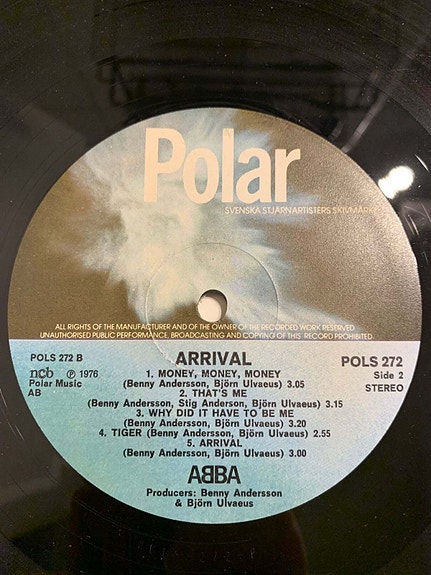 Polar
SVENSKA STJÄRNARTISTERS SKIVMÄRKE
ALL RIGHTS OF THE MANUFACTURER AND OF THE OWNER OF THE RECORDED WORK RESERVED
UNAUTHORISED PUBLIC PERFORMANCE, BROADCASTING AND COPYING OF THIS RECORD PROHIBITED.
POLS 272 B
ARRIVAL
POLS 272
ncb ℗ 1976
Side 2
Polar Music
STEREO
AB
1. MONEY, MONEY, MONEY
(Benny Andersson, Björn Ulvaeus) 3.05
2. THAT'S ME
(Benny Andersson, Stig Anderson, Björn Ulvaeus) 3.15
3. WHY DID IT HAVE TO BE ME
(Benny Andersson, Björn Ulvaeus) 3.20
4. TIGER (Benny Andersson, Björn Ulvaeus) 2.55
5. ARRIVAL
(Benny Andersson, Björn Ulvaeus) 3.00
ABBA
Producers: Benny Andersson
& Björn Ulvaeus